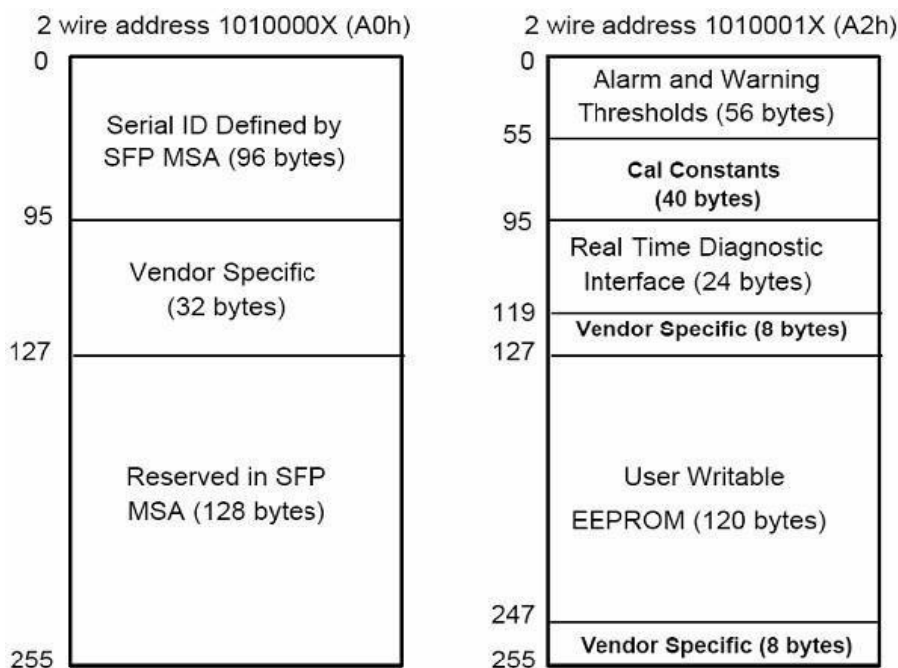 2 wire address 1010000X (A0h)
0
Serial ID Defined by
SFP MSA (96 bytes)
95
Vendor Specific
(32 bytes)
127
Reserved in SFP
MSA (128 bytes)
255
2 wire address 1010001X (A2h)
0
Alarm and Warning
Thresholds (56 bytes)
55
Cal Constants
(40 bytes)
95
Real Time Diagnostic
Interface (24 bytes)
119
Vendor Specific (8 bytes)
127
User Writable
EEPROM (120 bytes)
247
Vendor Specific (8 bytes)
255